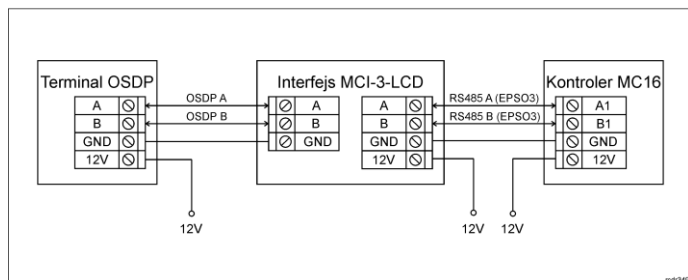 Terminal OSDP
Interfejs MCI-3-LCD
Kontroler MC16
A
OSDP A
A
A
RS485 A (EPSO3)
A1
B
OSDP B
B
B
RS485 B (EPSO3)
B1
GND
GND
GND
GND
12V
12V
12V
12V
12V
12V